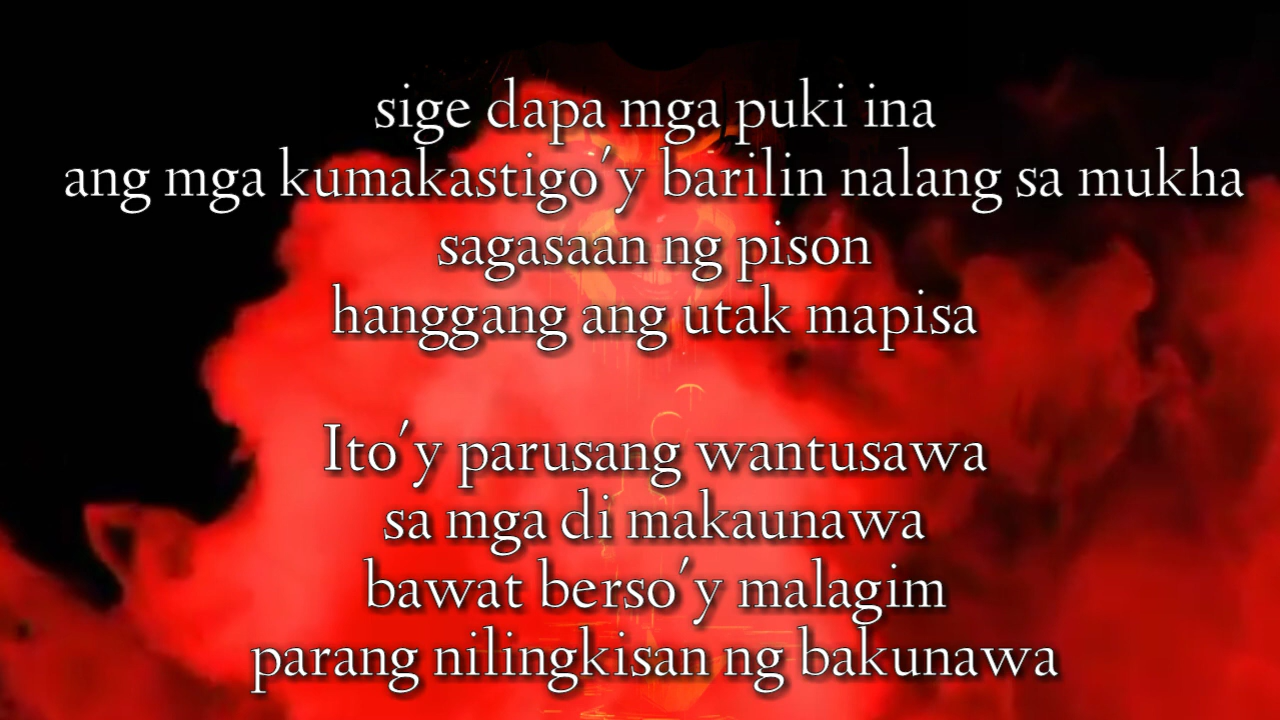 sige dapa mga puki ina
ang mga kumakastigo'y barilin nalang sa mukha
sagasaan ng pison
hanggang ang utak mapisa
Ito'y parusang wantusawa
sa mga di makaunawa
bawat berso'y malagim
parang nilingkisan ng bakunawa